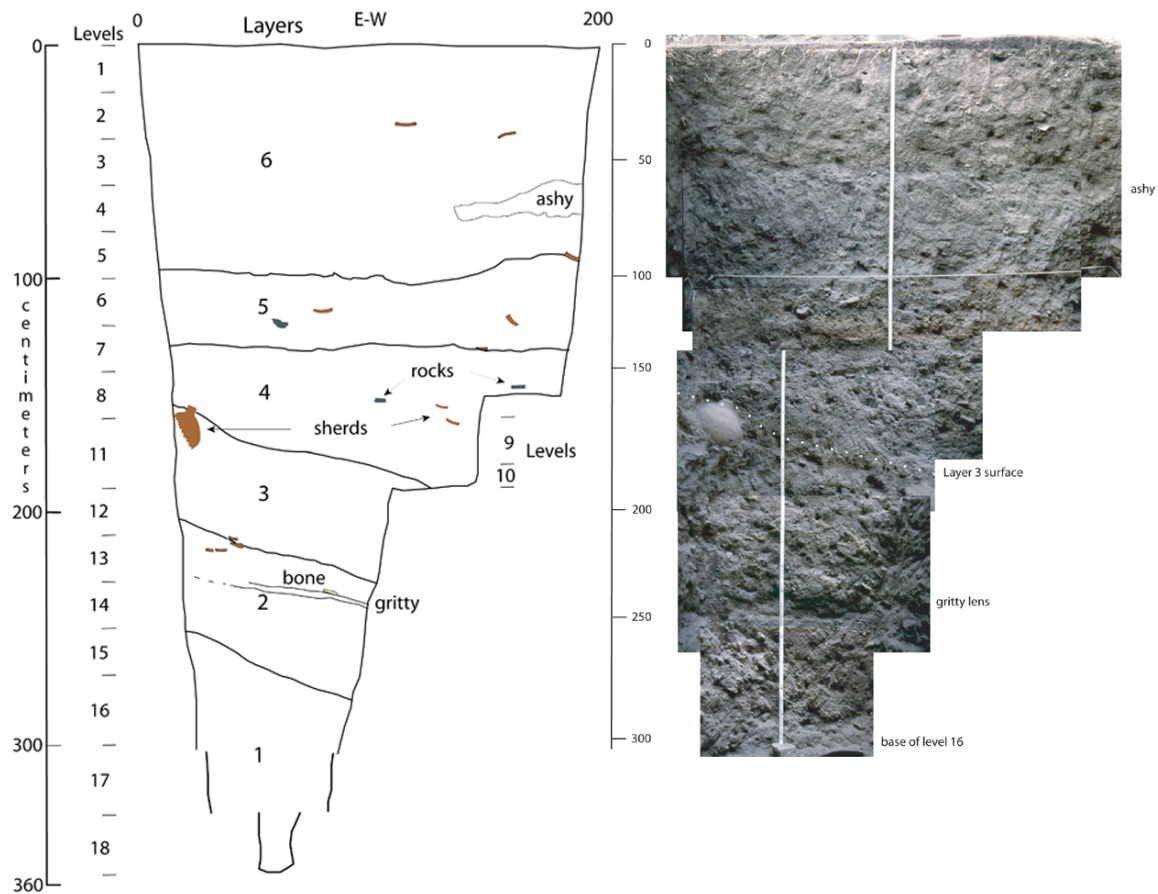 0 Layers E-W 200
Levels
0
1
2
3
4
5
100
6
7
8
11
12
200
13
14
15
16
300
17
18
360
centimeters
6
ashy
5
4
rocks
sherds
9
10
Levels
3
bone
2
gritty
1
0
50
100
150
200
250
300
ashy
Layer 3 surface
gritty lens
base of level 16